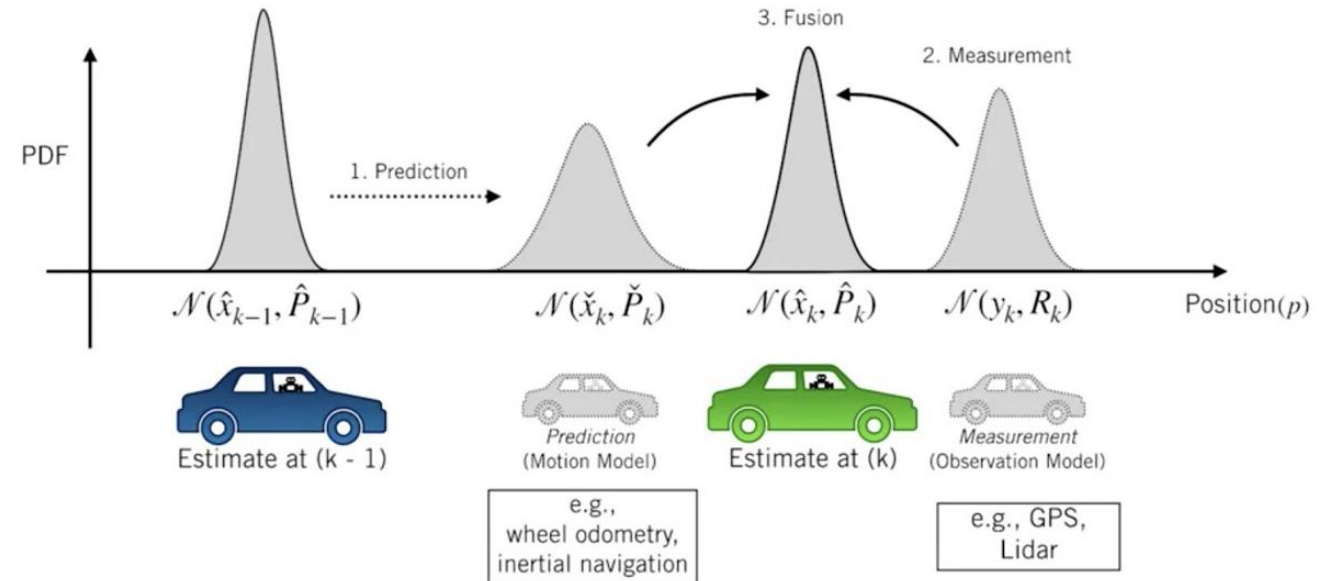 3. Fusion
2. Measurement
PDF
1. Prediction
𝒩(x̂ₖ₋₁, P̂ₖ₋₁)
𝒩(x̌ₖ, P̌ₖ)
𝒩(x̂ₖ, P̂ₖ)
𝒩(yₖ, Rₖ)
Position(p)
Estimate at (k - 1)
Prediction
(Motion Model)
Estimate at (k)
Measurement
(Observation Model)
e.g.,
wheel odometry,
inertial navigation
e.g., GPS,
Lidar